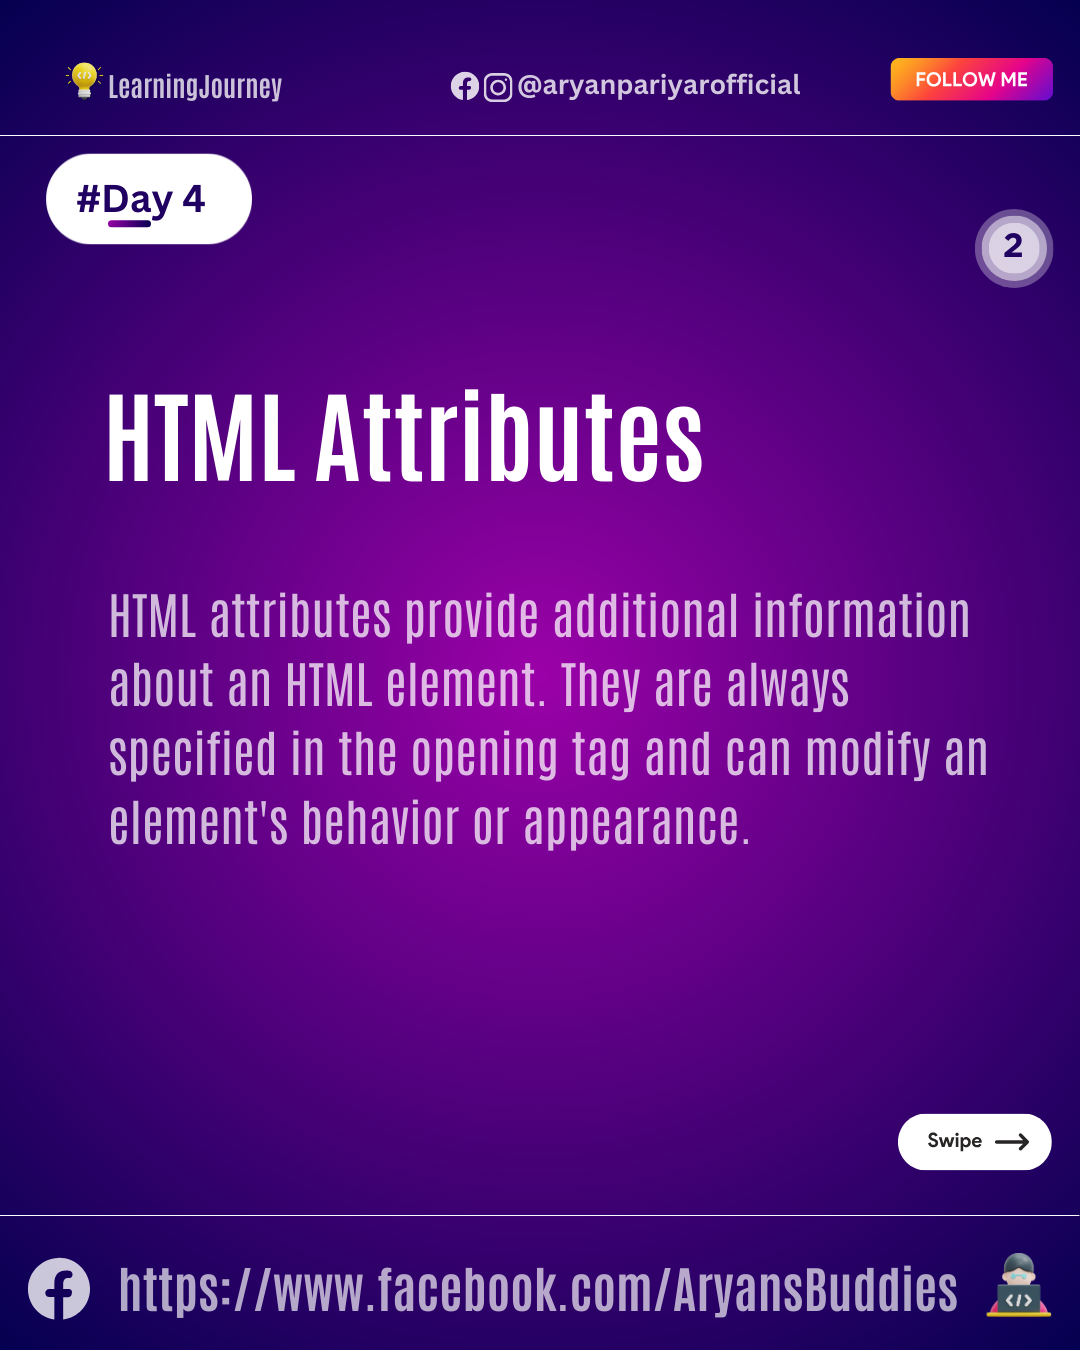 LearningJourney
@aryanpariyarofficial
FOLLOW ME
#Day 4
2
HTML Attributes
HTML attributes provide additional information
about an HTML element. They are always
specified in the opening tag and can modify an
element's behavior or appearance.
Swipe
https://www.facebook.com/AryansBuddies